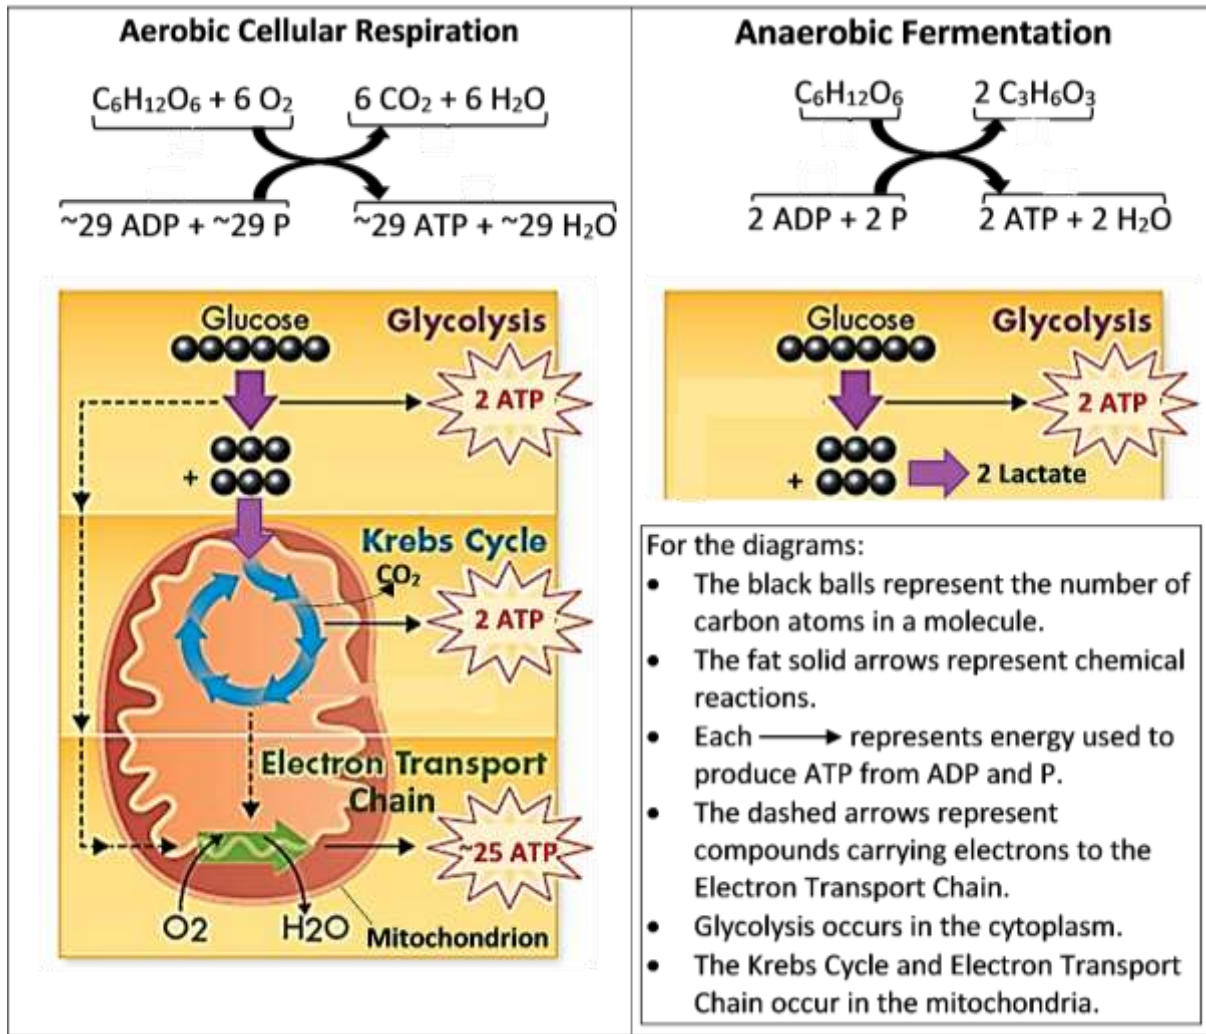 Aerobic Cellular Respiration
C₆H₁₂O₆ + 6 O₂
6 CO₂ + 6 H₂O
~29 ADP + ~29 P
~29 ATP + ~29 H₂O
Glucose
Glycolysis
2 ATP
+
Krebs Cycle
CO₂
2 ATP
Electron Transport
Chain
~25 ATP
O2
H2O
Mitochondrion
Anaerobic Fermentation
C₆H₁₂O₆
2 C₃H₆O₃
2 ADP + 2 P
2 ATP + 2 H₂O
Glucose
Glycolysis
2 ATP
+
2 Lactate
For the diagrams:
• The black balls represent the number of
carbon atoms in a molecule.
• The fat solid arrows represent chemical
reactions.
• Each ⟶ represents energy used to
produce ATP from ADP and P.
• The dashed arrows represent
compounds carrying electrons to the
Electron Transport Chain.
• Glycolysis occurs in the cytoplasm.
• The Krebs Cycle and Electron Transport
Chain occur in the mitochondria.